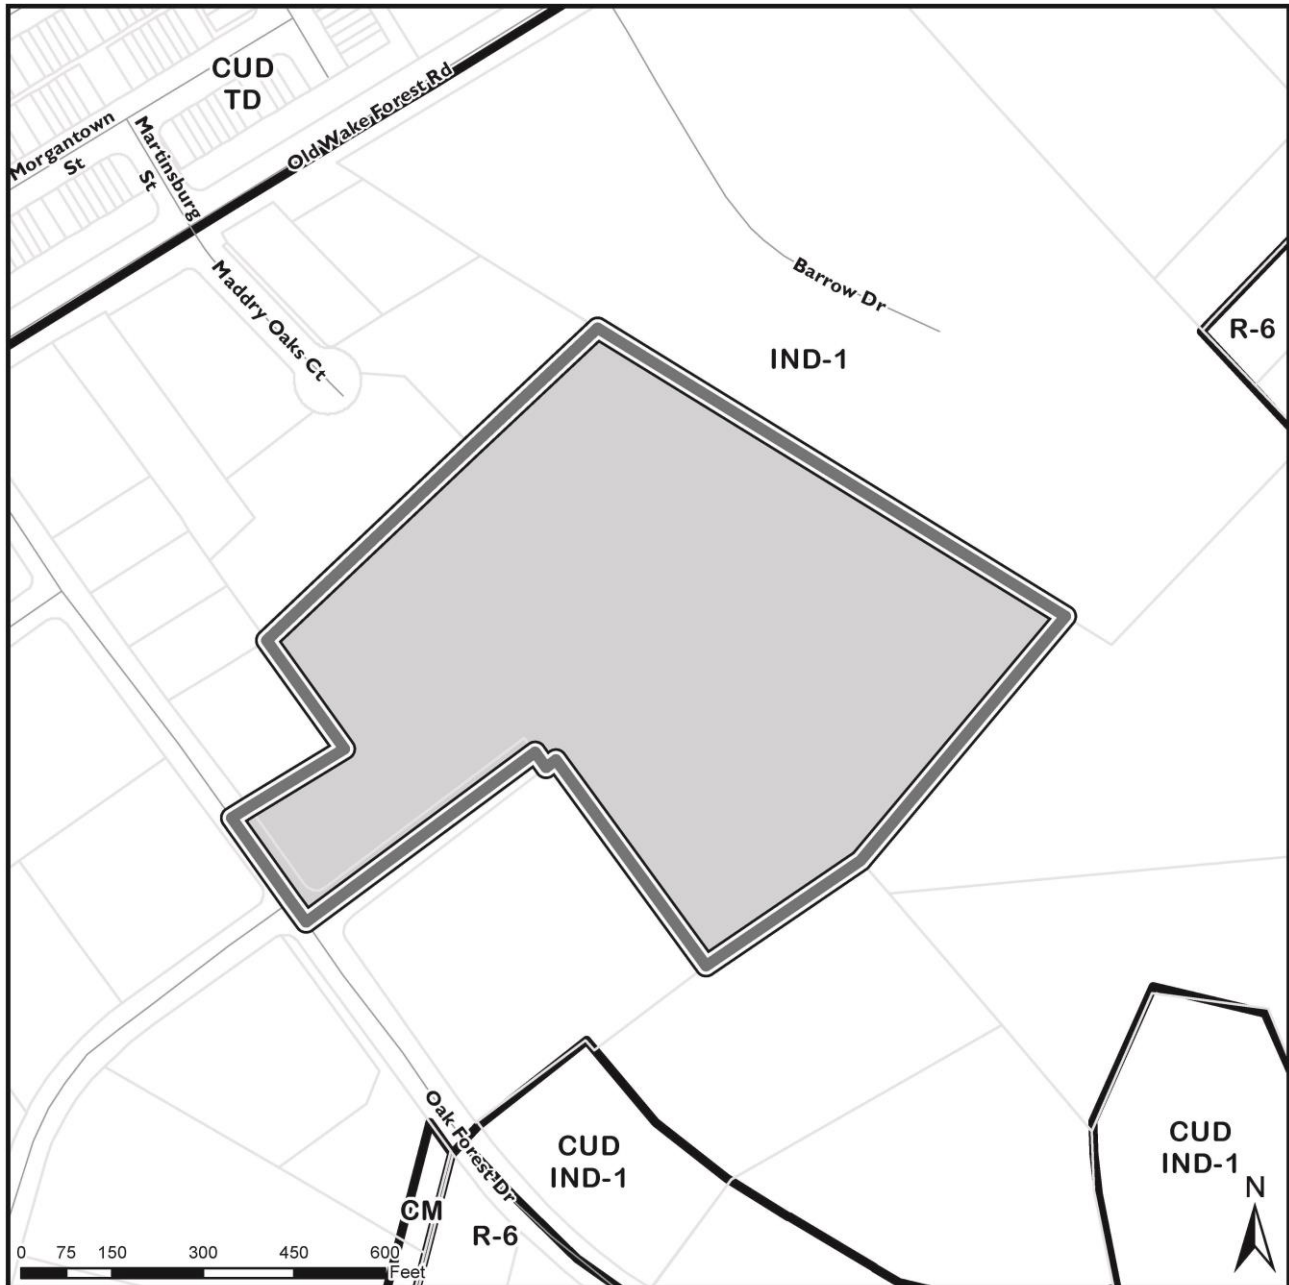 CUD
TD
Old Wake Forest Rd
Morgantown
St
Martinsburg
St
Maddry Oaks Ct
Barrow Dr
IND-1
R-6
Oak Forest Dr
CUD
IND-1
CUD
IND-1
CM
R-6
N
0 75 150 300 450 600
Feet